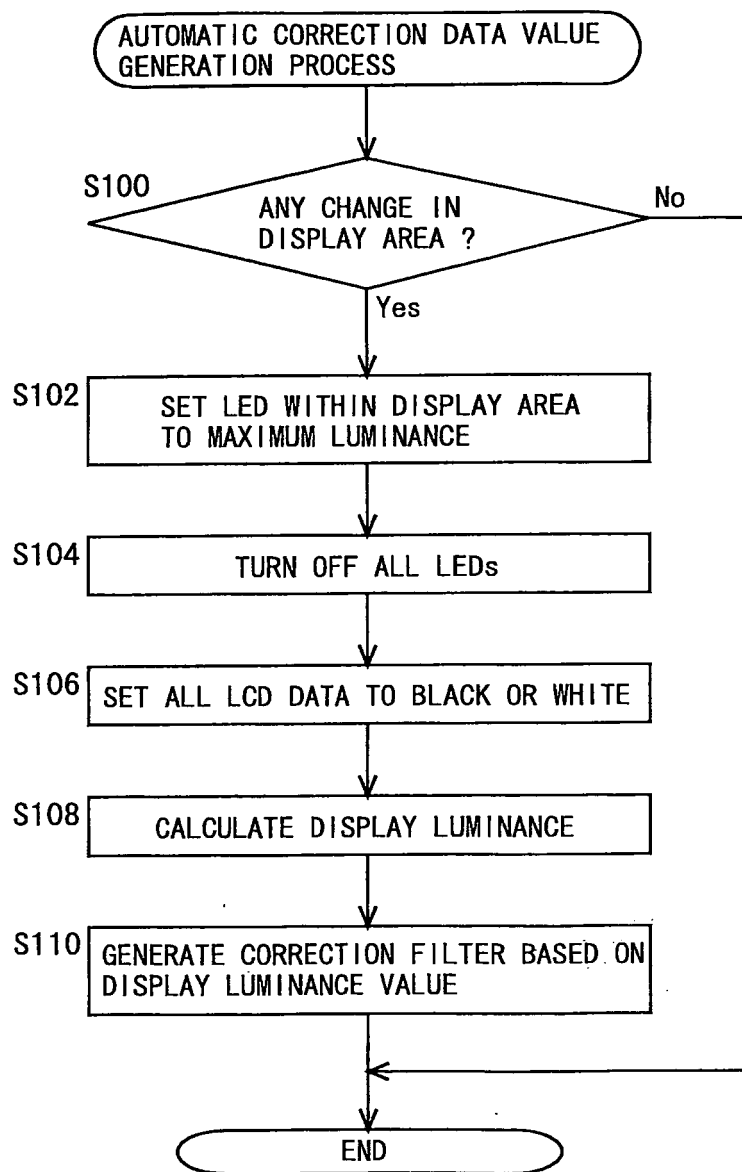 AUTOMATIC CORRECTION DATA VALUE
GENERATION PROCESS
S100
ANY CHANGE IN
DISPLAY AREA ?
No
Yes
S102
SET LED WITHIN DISPLAY AREA
TO MAXIMUM LUMINANCE
S104
TURN OFF ALL LEDs
S106
SET ALL LCD DATA TO BLACK OR WHITE
S108
CALCULATE DISPLAY LUMINANCE
S110
GENERATE CORRECTION FILTER BASED ON
DISPLAY LUMINANCE VALUE
END